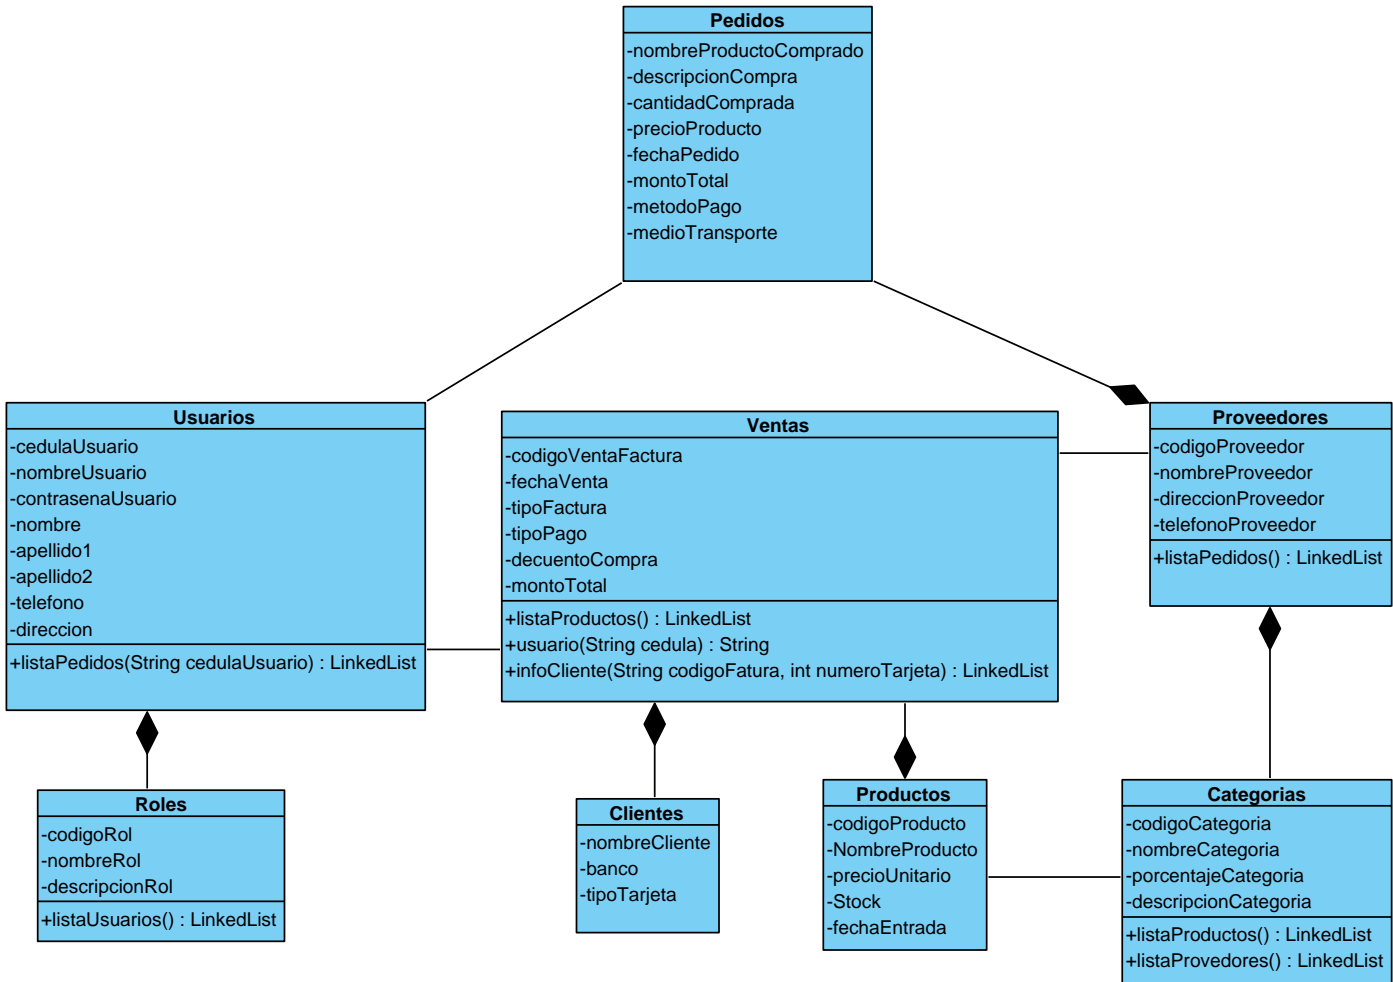 Pedidos
-nombreProductoComprado
-descripcionCompra
-cantidadComprada
-precioProducto
-fechaPedido
-montoTotal
-metodoPago
-medioTransporte
Usuarios
-cedulaUsuario
-nombreUsuario
-contrasenaUsuario
-nombre
-apellido1
-apellido2
-telefono
-direccion
+listaPedidos(String cedulaUsuario) : LinkedList
Ventas
-codigoVentaFactura
-fechaVenta
-tipoFactura
-tipoPago
-decuentoCompra
-montoTotal
+listaProductos() : LinkedList
+usuario(String cedula) : String
+infoCliente(String codigoFatura, int numeroTarjeta) : LinkedList
Proveedores
-codigoProveedor
-nombreProveedor
-direccionProveedor
-telefonoProveedor
+listaPedidos() : LinkedList
Roles
-codigoRol
-nombreRol
-descripcionRol
+listaUsuarios() : LinkedList
Clientes
-nombreCliente
-banco
-tipoTarjeta
Productos
-codigoProducto
-NombreProducto
-precioUnitario
-Stock
-fechaEntrada
Categorias
-codigoCategoria
-nombreCategoria
-porcentajeCategoria
-descripcionCategoria
+listaProductos() : LinkedList
+listaProvedores() : LinkedList